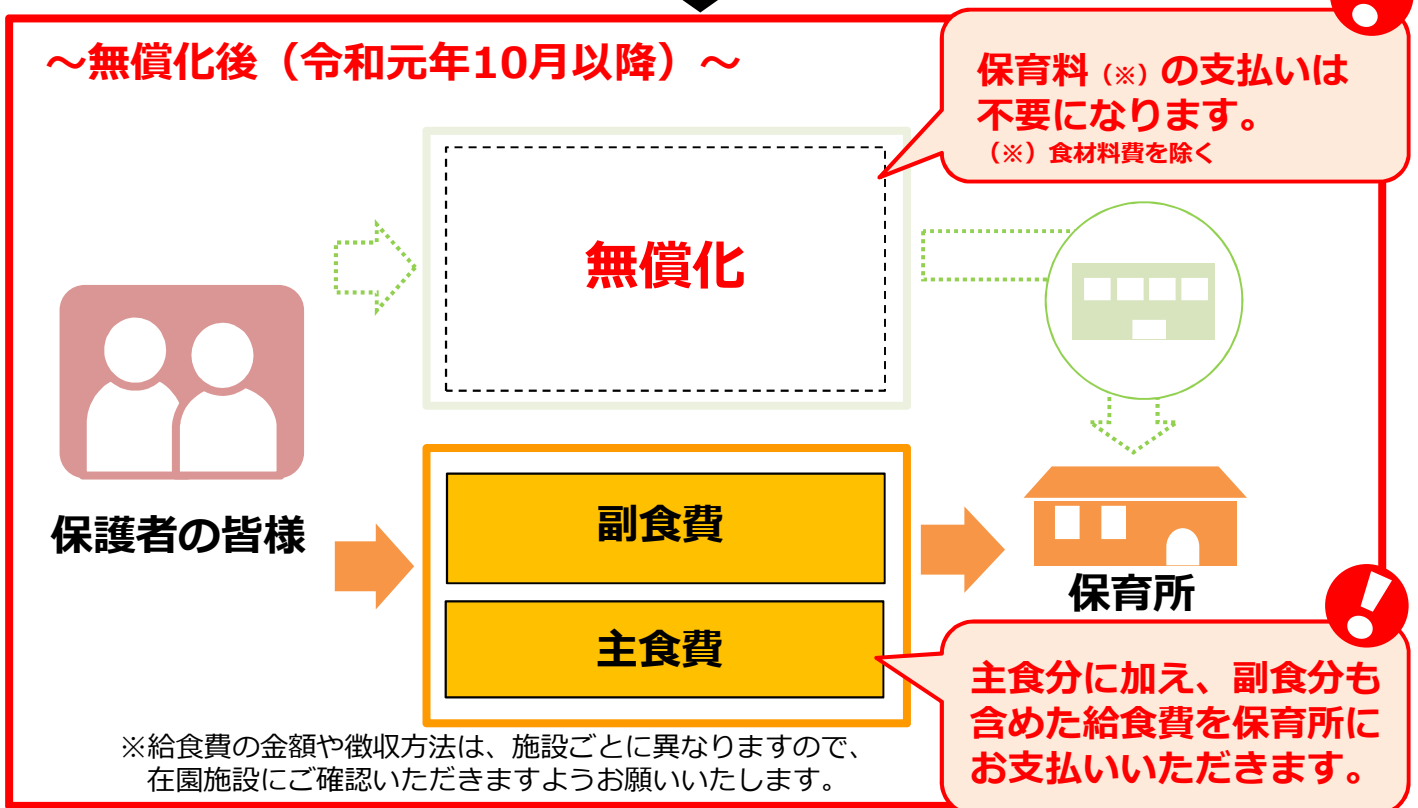 ～無償化後（令和元年10月以降）～
保育料（※）の支払いは
不要になります。
（※）食材料費を除く
無償化
保護者の皆様
副食費
主食費
保育所
主食分に加え、副食分も
含めた給食費を保育所に
お支払いいただきます。
※給食費の金額や徴収方法は、施設ごとに異なりますので、
在園施設にご確認いただきますようお願いいたします。